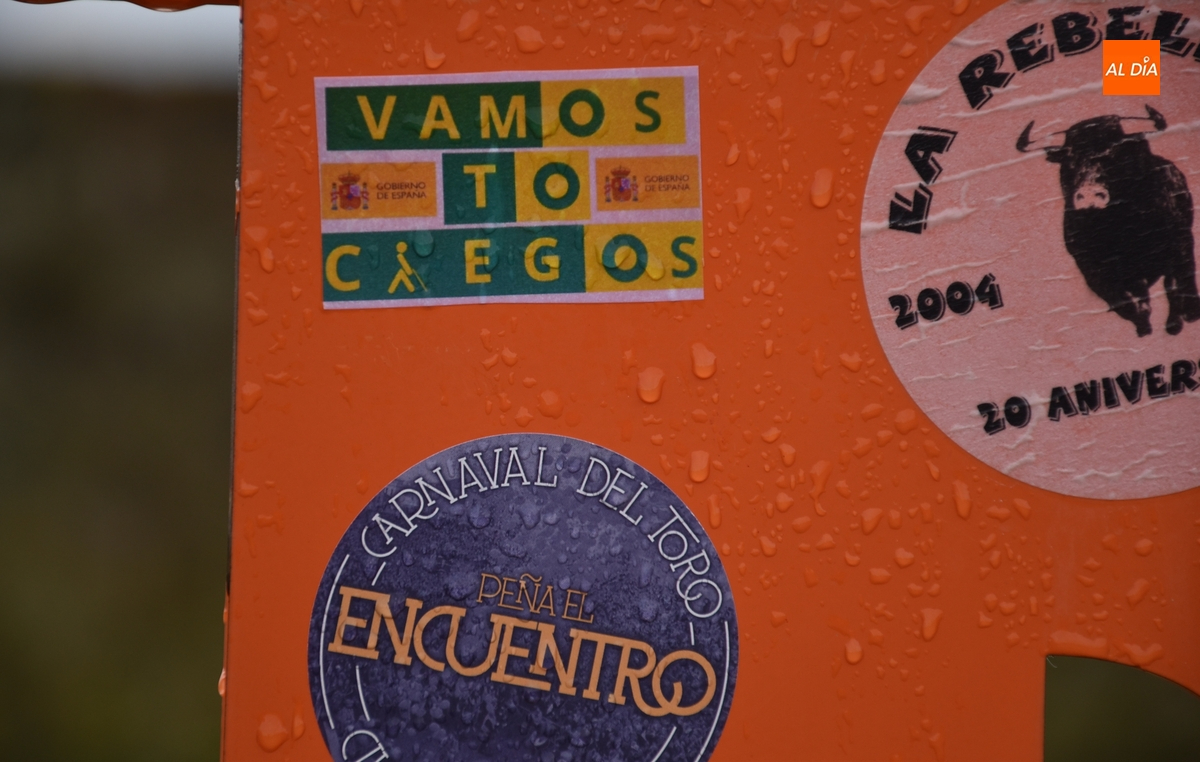 VAMOS
TO
CIEGOS
GOBIERNO
DE ESPAÑA
GOBIERNO
DE ESPAÑA
LA REBEL
2004
20 ANIVERS
AL DÍA
CARNAVAL DEL TORO
PEÑA EL
ENCUENTRO